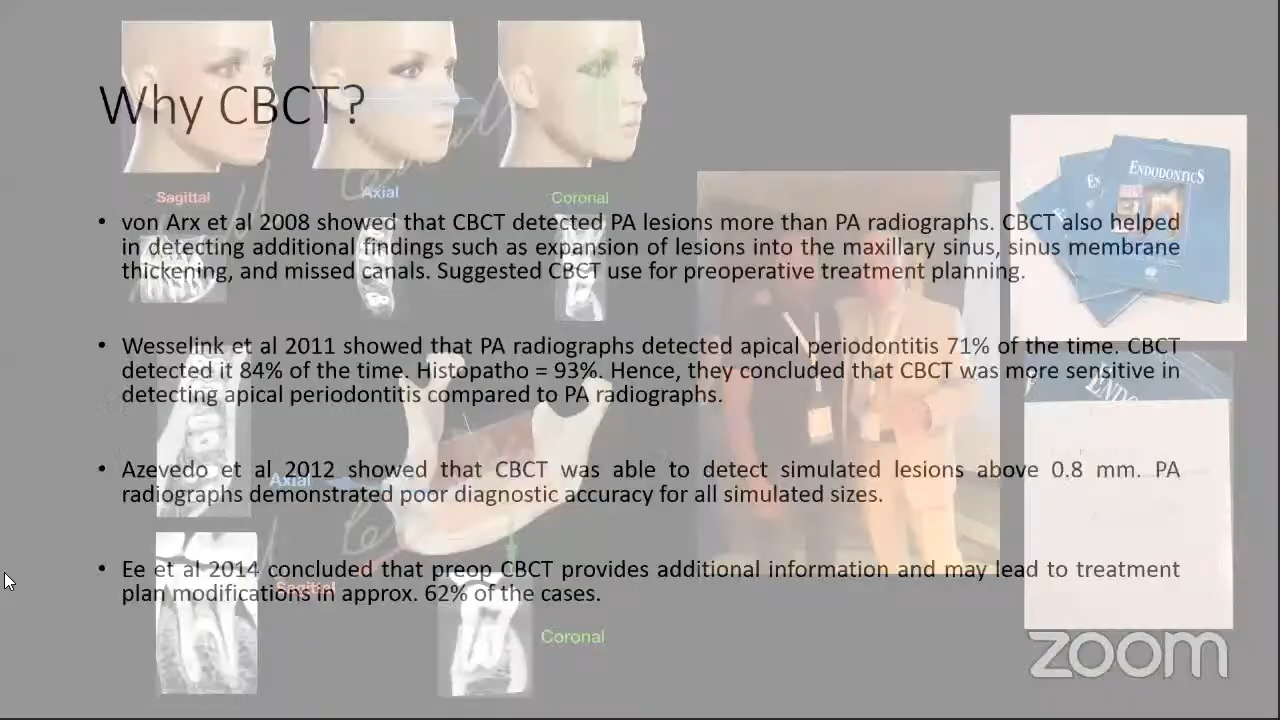 Why CBCT?
Sagittal
Axial
Coronal
ENDODONTICS
• von Arx et al 2008 showed that CBCT detected PA lesions more than PA radiographs. CBCT also helped
in detecting additional findings such as expansion of lesions into the maxillary sinus, sinus membrane
thickening, and missed canals. Suggested CBCT use for preoperative treatment planning.
• Wesselink et al 2011 showed that PA radiographs detected apical periodontitis 71% of the time. CBCT
detected it 84% of the time. Histopatho = 93%. Hence, they concluded that CBCT was more sensitive in
detecting apical periodontitis compared to PA radiographs.
• Azevedo et al 2012 showed that CBCT was able to detect simulated lesions above 0.8 mm. PA
radiographs demonstrated poor diagnostic accuracy for all simulated sizes.
Axial
• Ee et al 2014 concluded that preop CBCT provides additional information and may lead to treatment
plan modifications in approx. 62% of the cases.
Sagittal
Coronal
zoom